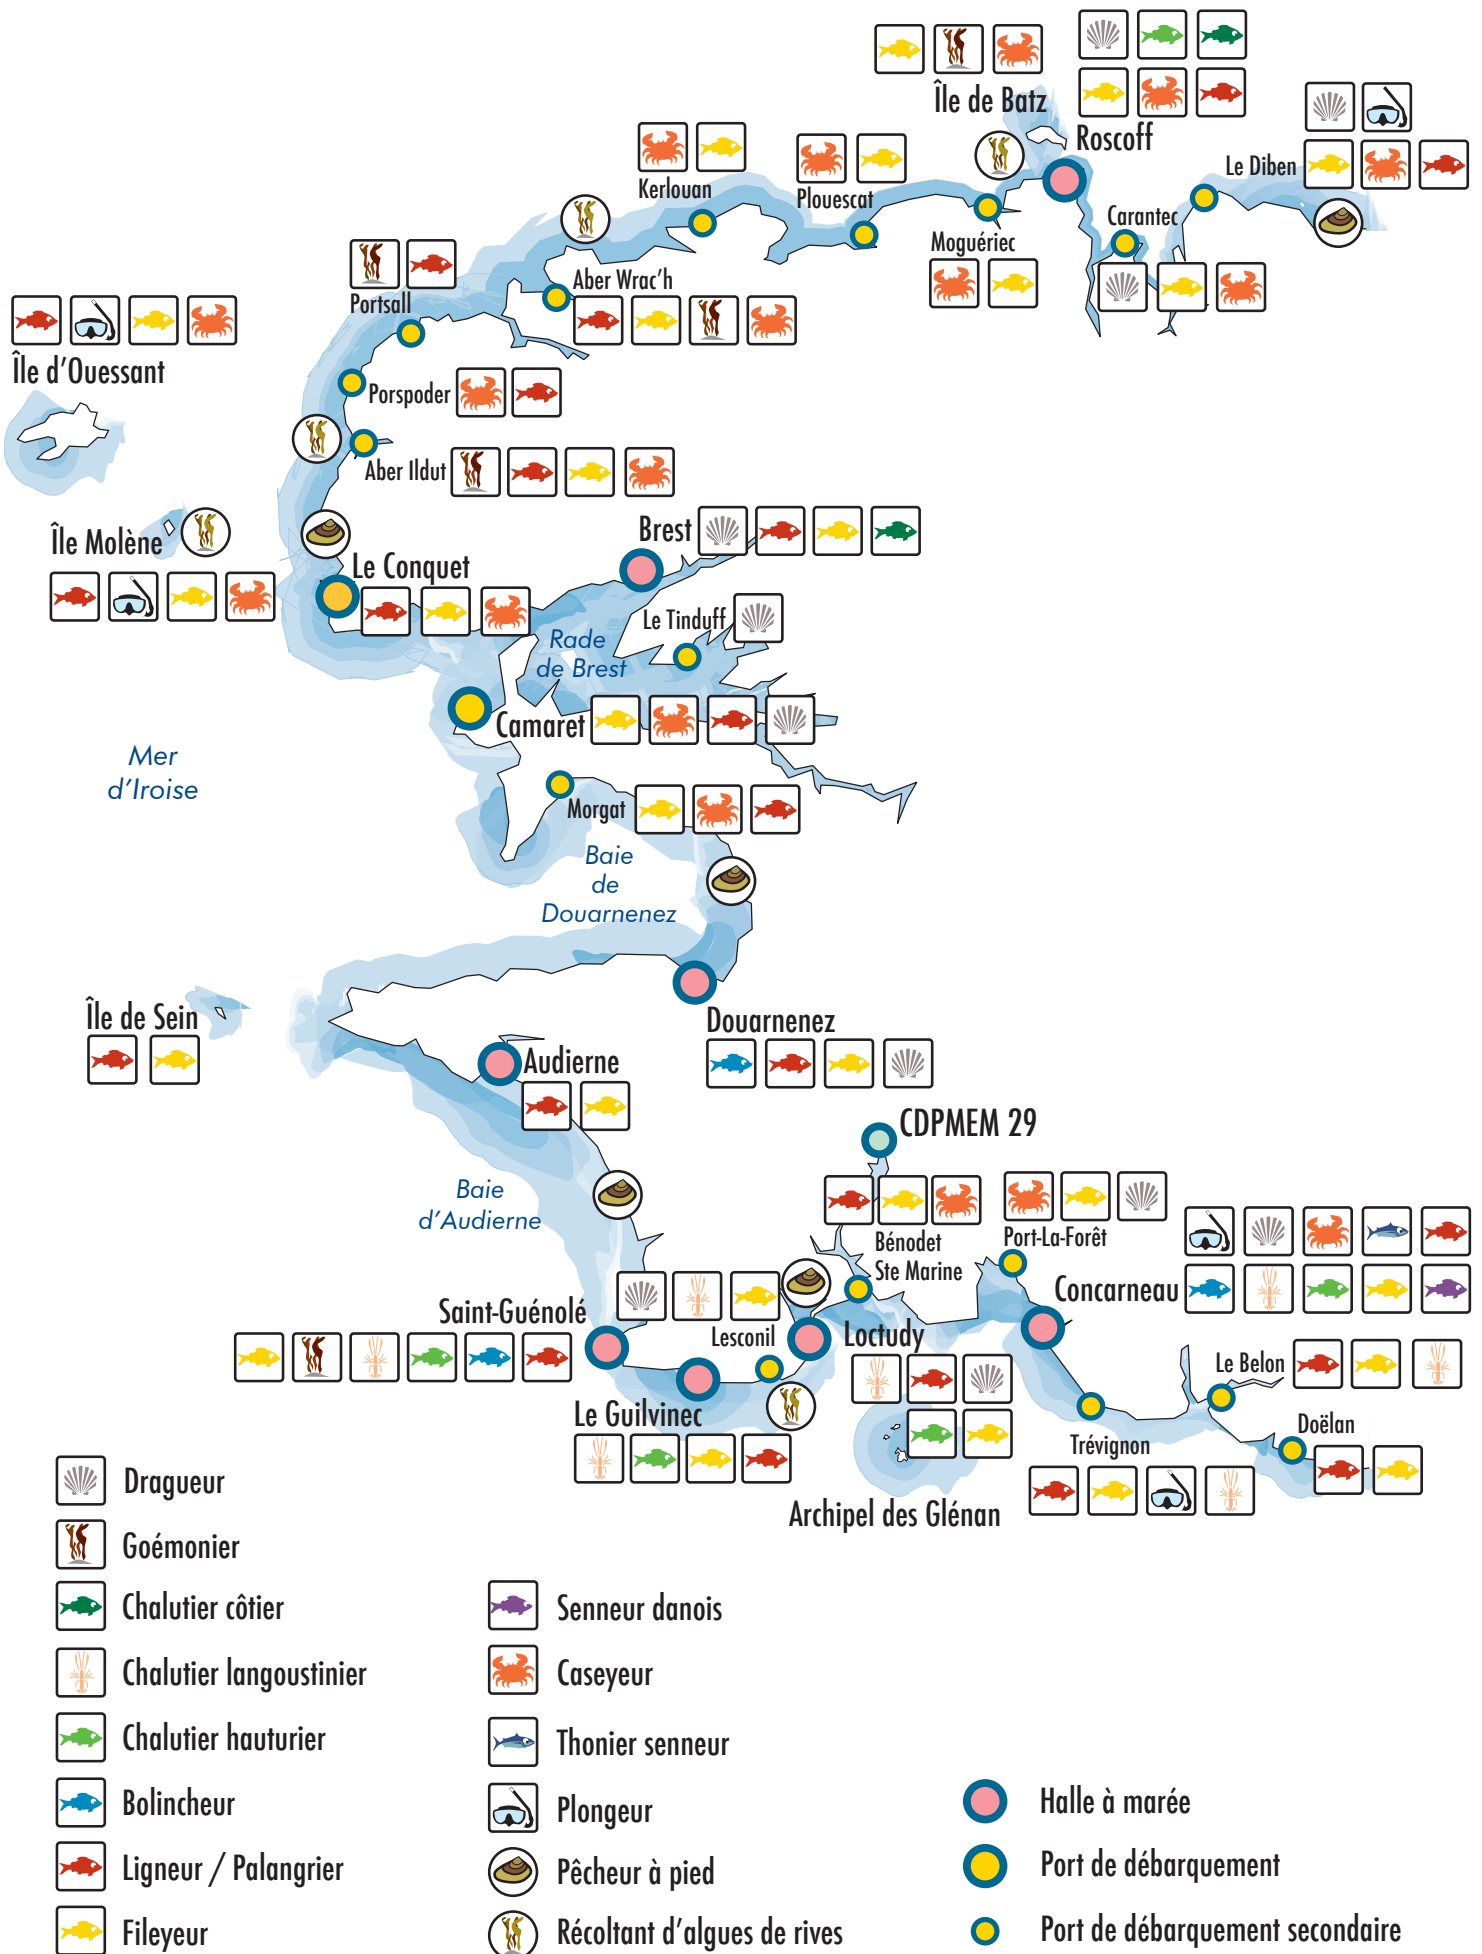 Île de Batz
Roscoff
Le Diben
Kerlouan
Plouescat
Carantec
Moguériec
Aber Wrac'h
Portsall
Île d'Ouessant
Porspoder
Aber Ildut
Île Molène
Brest
Le Conquet
Le Tinduff
Rade
de Brest
Camaret
Mer
d'Iroise
Morgat
Baie
de
Douarnenez
Île de Sein
Douarnenez
Audierne
CDPMEM 29
Baie
d'Audierne
Bénodet
Ste Marine
Port-La-Forêt
Concarneau
Saint-Guénolé
Lesconil
Loctudy
Le Belon
Le Guilvinec
Doëlan
Trévignon
Archipel des Glénan
Dragueur
Goémonier
Chalutier côtier
Chalutier langoustinier
Chalutier hauturier
Bolincheur
Ligneur / Palangrier
Fileyeur
Senneur danois
Caseyeur
Thonier senneur
Plongeur
Pêcheur à pied
Récoltant d'algues de rives
Halle à marée
Port de débarquement
Port de débarquement secondaire